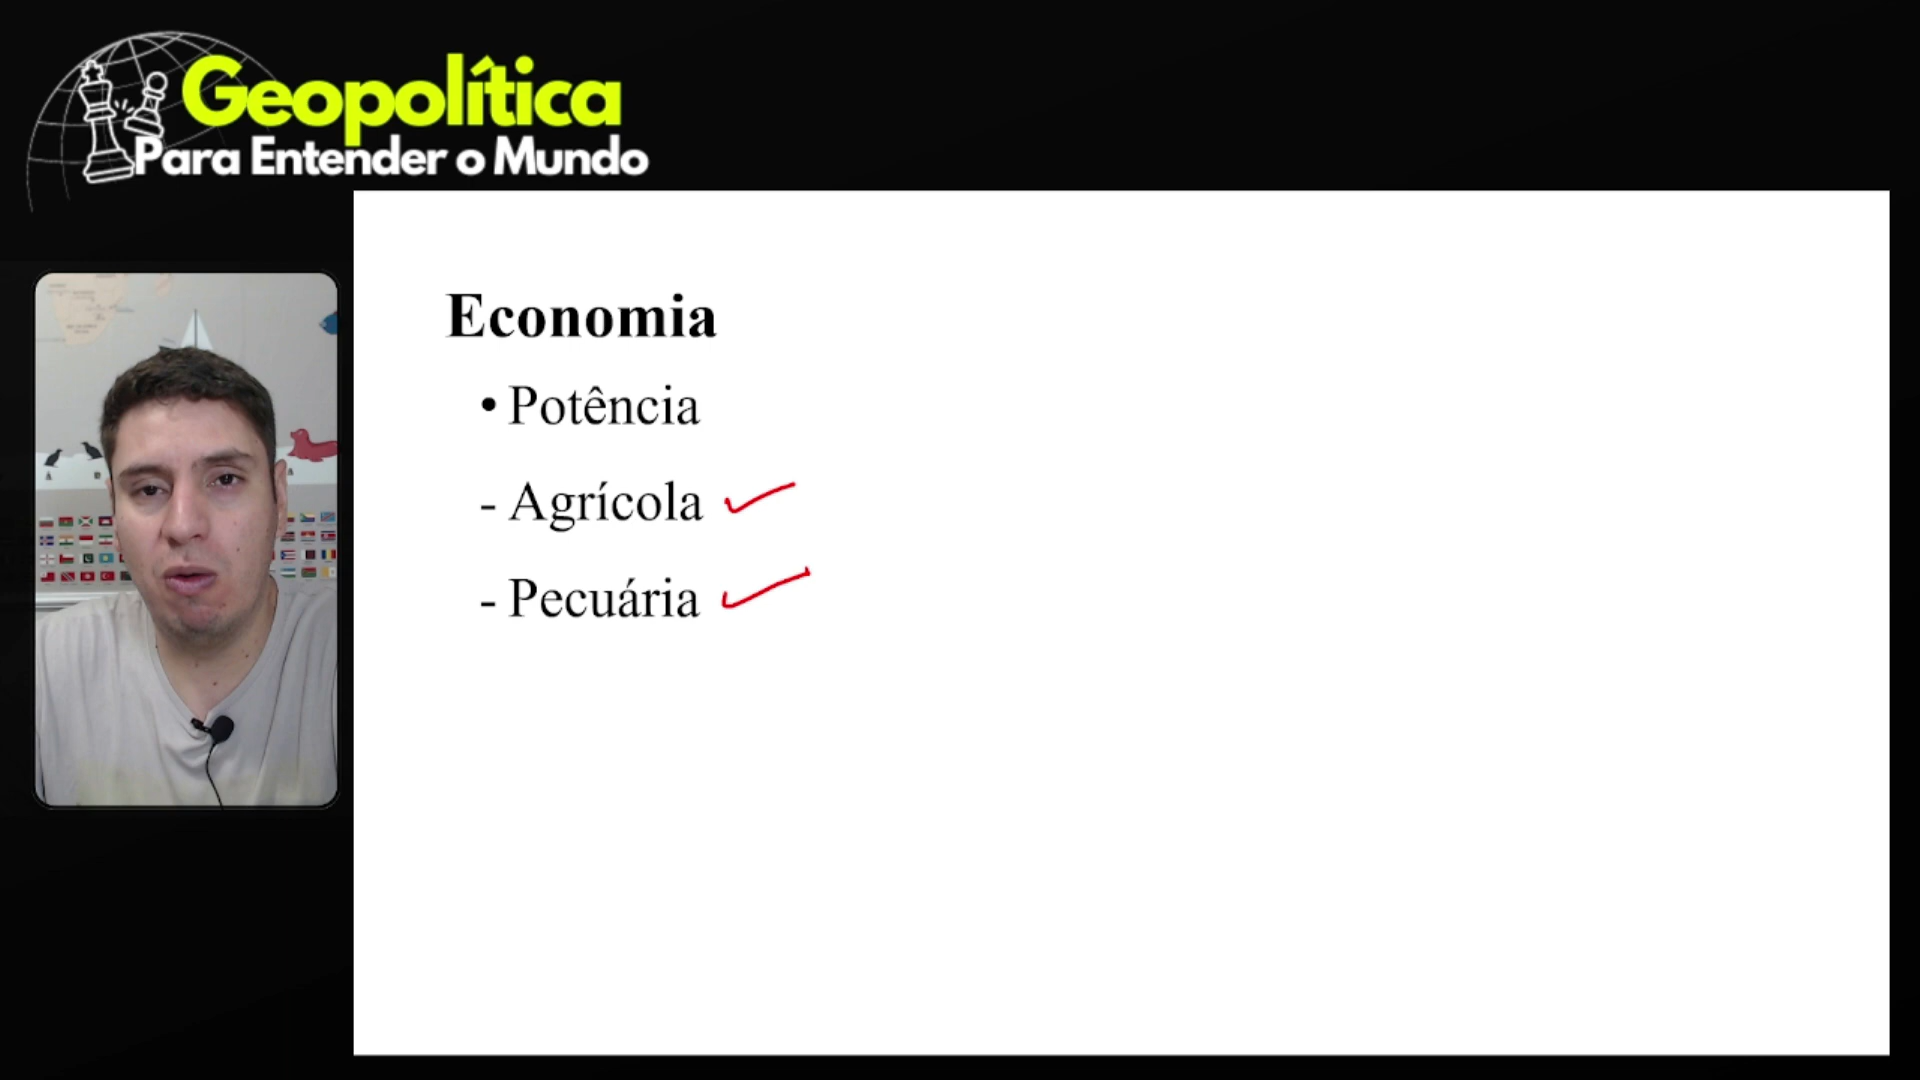 Geopolítica
Para Entender o Mundo
Economia
• Potência
- Agrícola
- Pecuária